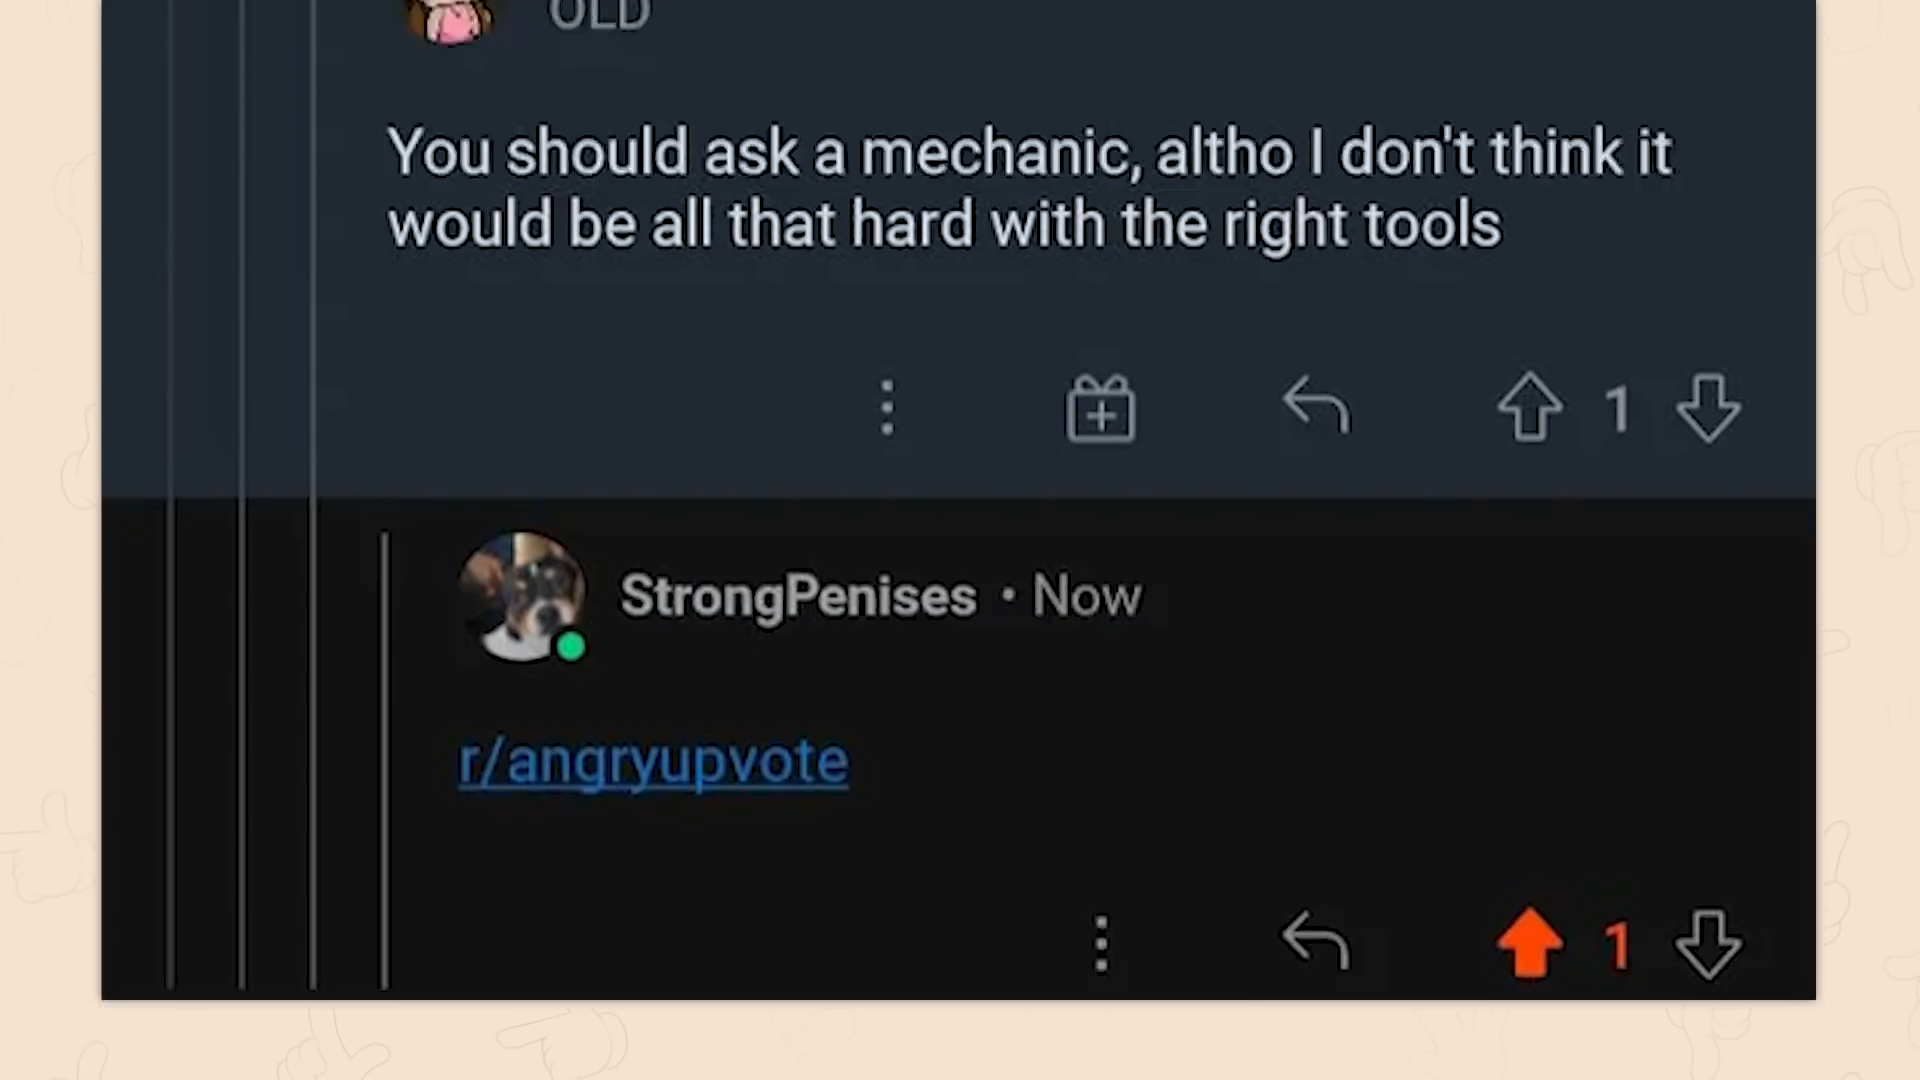 OLD
You should ask a mechanic, altho I don't think it
would be all that hard with the right tools
1
StrongPenises • Now
r/angryupvote
1